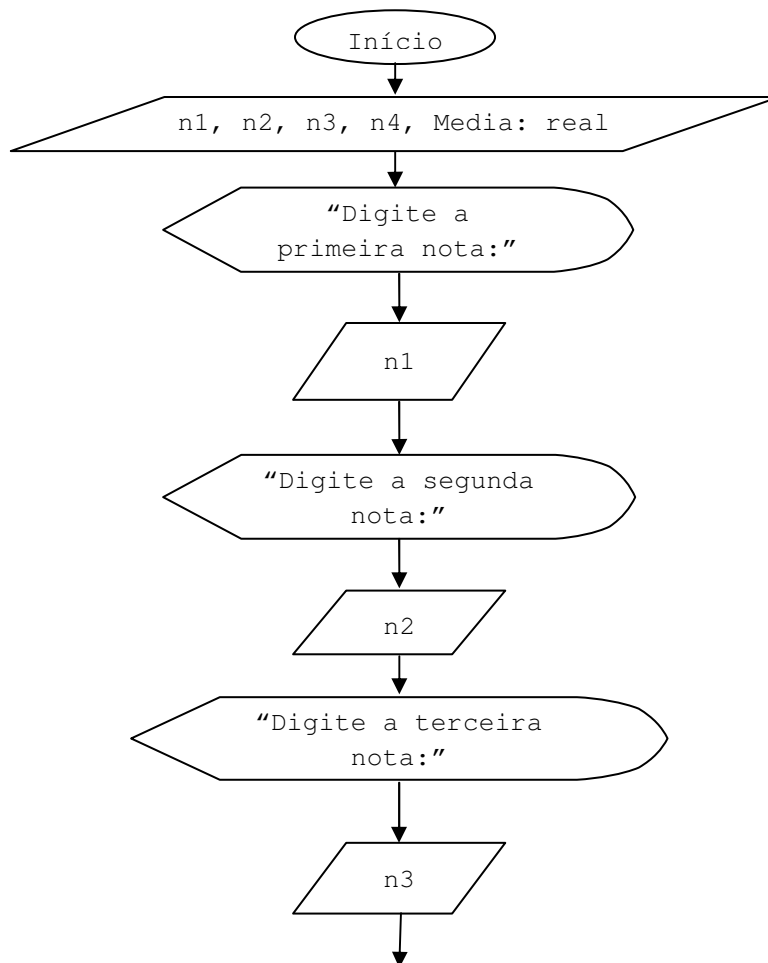 Início
n1, n2, n3, n4, Media: real
“Digite a
primeira nota:”
n1
“Digite a segunda
nota:”
n2
“Digite a terceira
nota:”
n3